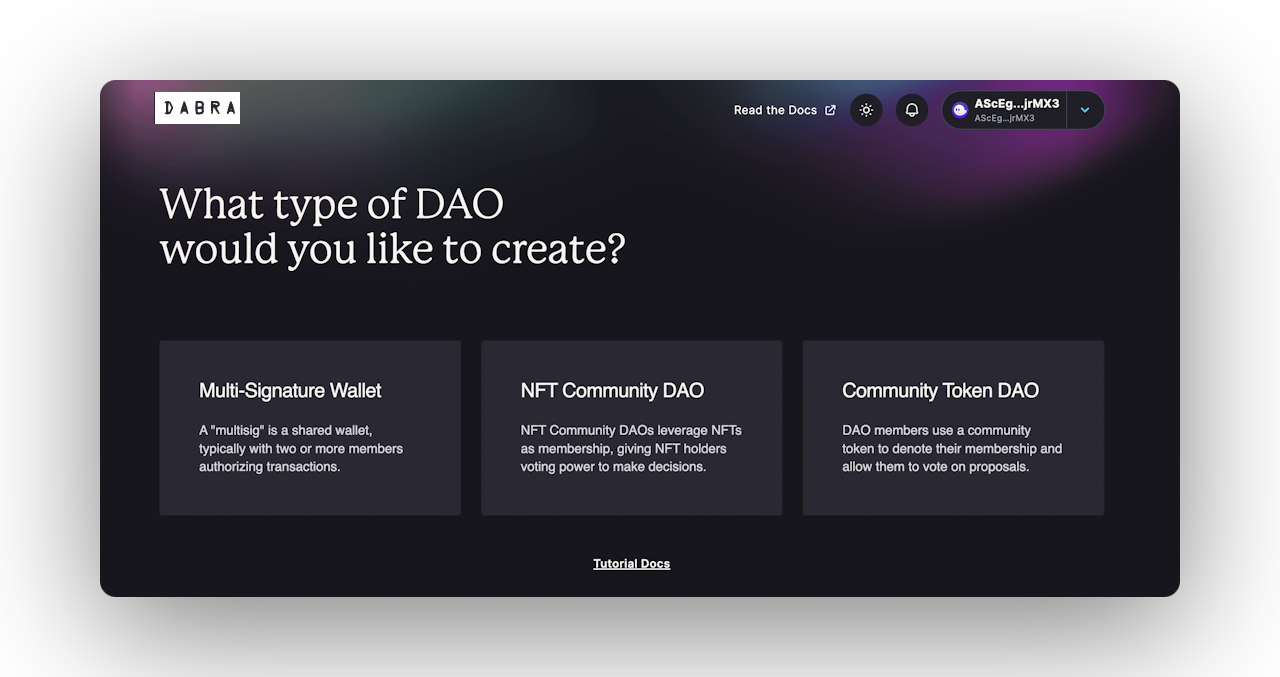 DABRA
Read the Docs
AScEg...jrMX3
AScEg...jrMX3
What type of DAO
would you like to create?
Multi-Signature Wallet
A "multisig" is a shared wallet,
typically with two or more members
authorizing transactions.
NFT Community DAO
NFT Community DAOs leverage NFTs
as membership, giving NFT holders
voting power to make decisions.
Community Token DAO
DAO members use a community
token to denote their membership and
allow them to vote on proposals.
Tutorial Docs